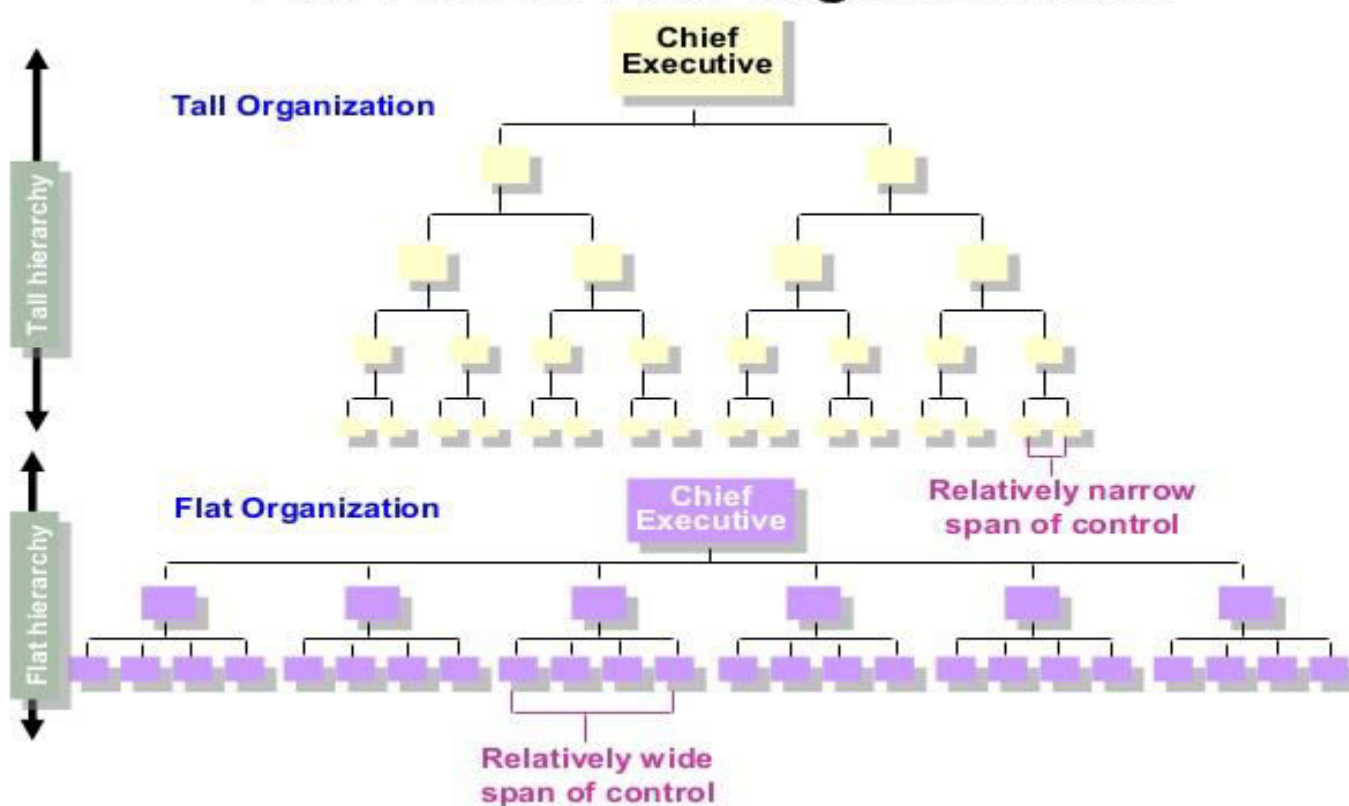 Chief
Executive
Tall Organization
Tall hierarchy
Relatively narrow
span of control
Chief
Executive
Flat Organization
Flat hierarchy
Relatively wide
span of control